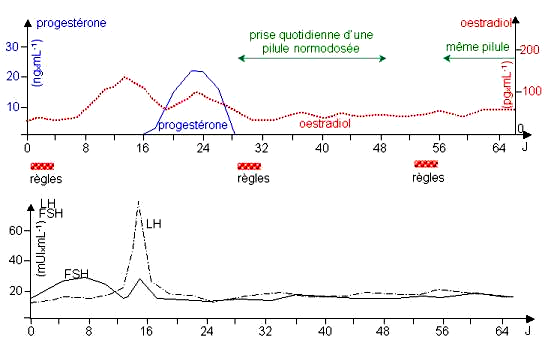 progestérone
prise quotidienne d'une
pilule normodosée
oestradiol
même pilule
(ng.mL⁻¹)
30
20
10
progestérone
oestradiol
(pg.mL⁻¹)
200
100
0
0 8 16 24 32 40 48 56 J
règles
règles
règles
LH
FSH
(mUI.mL⁻¹)
60
40
20
LH
FSH
0 8 16 24 32 40 48 56 64 J